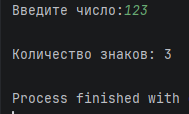 Введите число:123
Количество знаков: 3
Process finished with